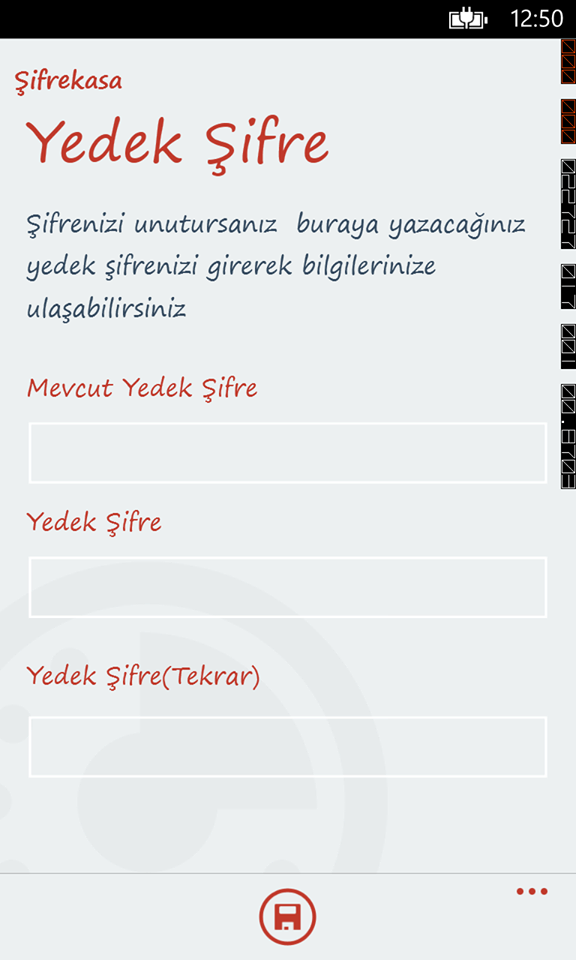 12:50
Şifrekasa
Yedek Şifre
Şifrenizi unutursanız  buraya yazacağınız
yedek şifrenizi girerek bilgilerinize
ulaşabilirsiniz
Mevcut Yedek Şifre
Yedek Şifre
Yedek Şifre(Tekrar)